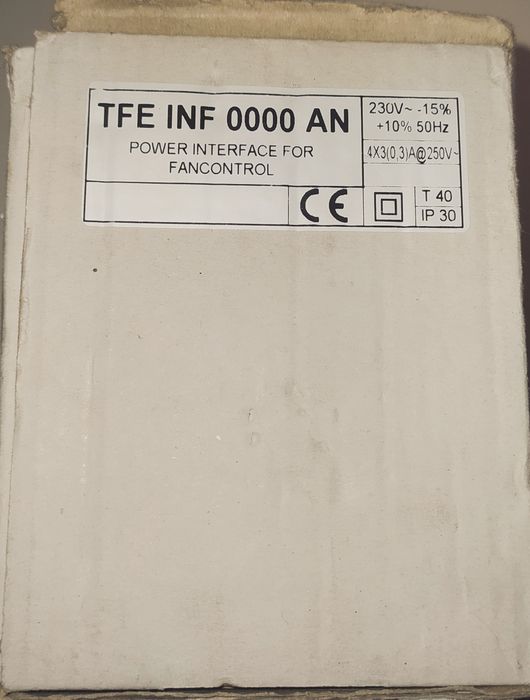 TFE INF 0000 AN
POWER INTERFACE FOR
FANCONTROL
230V~ -15%
+10% 50Hz
4X3(0,3)A@250V~
CE
T 40
IP 30